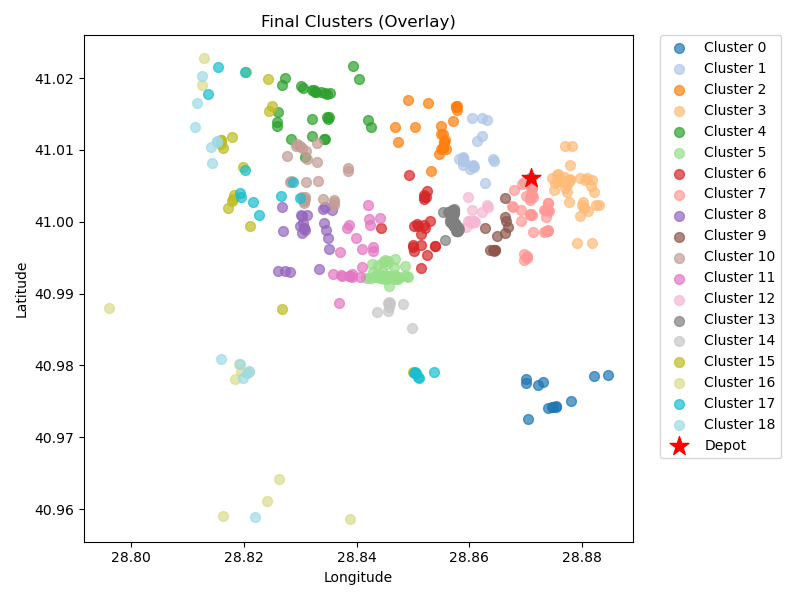 Final Clusters (Overlay)
41.02
41.01
41.00
40.99
40.98
40.97
40.96
Latitude
28.80 28.82 28.84 28.86 28.88
Longitude
Cluster 0
Cluster 1
Cluster 2
Cluster 3
Cluster 4
Cluster 5
Cluster 6
Cluster 7
Cluster 8
Cluster 9
Cluster 10
Cluster 11
Cluster 12
Cluster 13
Cluster 14
Cluster 15
Cluster 16
Cluster 17
Cluster 18
Depot